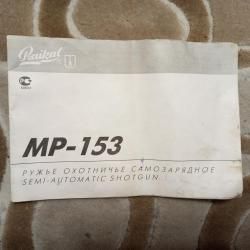 Baikal
MP-153
РУЖЬЕ ОХОТНИЧЬЕ САМОЗАРЯДНОЕ
SEMI-AUTOMATIC SHOTGUN